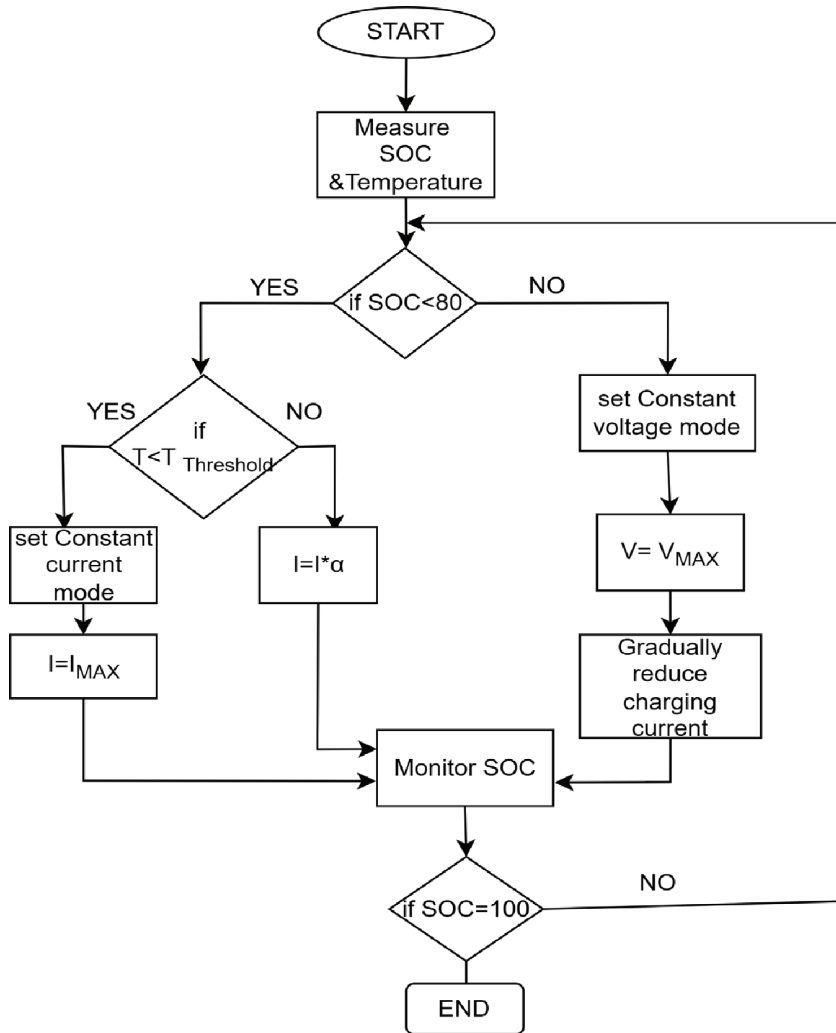 START
Measure
SOC
&Temperature
if SOC<80
YES
NO
if
T<T Threshold
YES
NO
set Constant
current
mode
I=I*α
I=IMAX
set Constant
voltage mode
V= VMAX
Gradually
reduce
charging
current
Monitor SOC
if SOC=100
NO
END